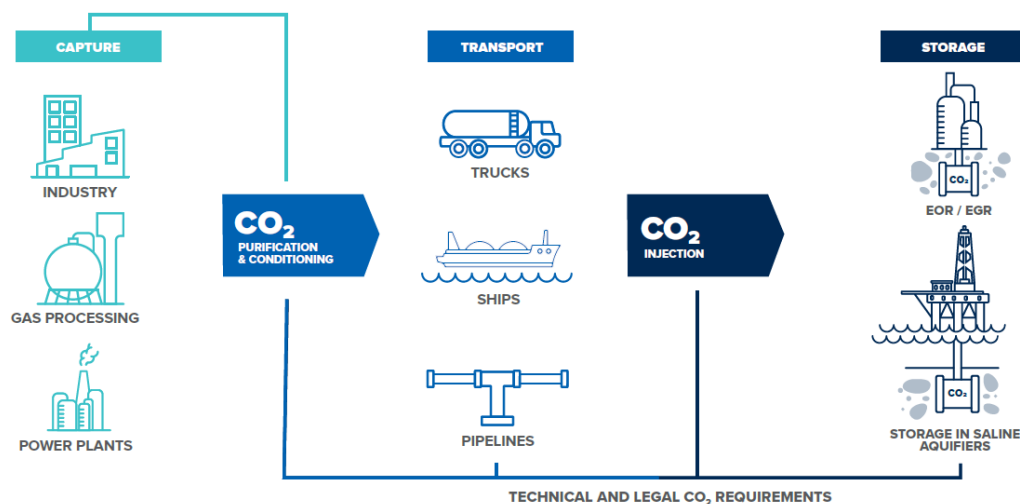 CAPTURE
TRANSPORT
STORAGE
INDUSTRY
GAS PROCESSING
POWER PLANTS
CO₂
PURIFICATION
& CONDITIONING
TRUCKS
SHIPS
PIPELINES
CO₂
INJECTION
CO₂
EOR / EGR
CO₂
STORAGE IN SALINE
AQUIFIERS
TECHNICAL AND LEGAL CO₂ REQUIREMENTS